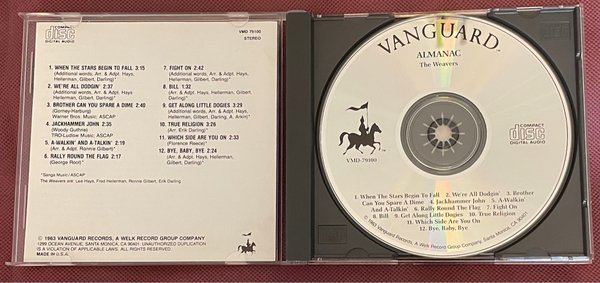 COMPACT
disc
DIGITAL AUDIO
VMD 79100
STEREO
1. WHEN THE STARS BEGIN TO FALL 3:15
(Additional words, Arr. & Adpt. Hays,
Hellerman, Gilbert, Darling)*
2. WE'RE ALL DODGIN' 2:37
(Additional words, Arr. & Adpt. Hays,
Hellerman, Gilbert, Darling)*
3. BROTHER CAN YOU SPARE A DIME 2:40
(Gorney-Harburg)
Warner Bros. Music: ASCAP
4. JACKHAMMER JOHN 2:35
(Woody Guthrie)
TRO-Ludlow Music: ASCAP
5. A-WALKIN' AND A-TALKIN' 2:19
(Arr. & Adpt. Ronnie Gilbert)
6. RALLY ROUND THE FLAG 2:17
(George Root)*
7. FIGHT ON 2:42
(Additional words, Arr. & Adpt. Hays,
Hellerman, Gilbert, Darling)*
8. BILL 1:32
(Arr. & Adpt. Hays, Hellerman,
Gilbert, Darling)*
9. GET ALONG LITTLE DOGIES 3:29
(Additional words, Arr. & Adpt. Hays,
Hellerman, Gilbert, Darling, A. Arkin)*
10. TRUE RELIGION 3:26
(Arr. Erik Darling)*
11. WHICH SIDE ARE YOU ON 2:33
(Florence Reece)*
12. BYE, BABY, BYE 2:24
(Arr. & Adpt. Hays, Hellerman,
Gilbert, Darling)*
*Sanga Music/ASCAP
The Weavers are: Lee Hays, Fred Hellerman, Ronnie Gilbert, Erik Darling
© 1963 VANGUARD RECORDS, A WELK RECORD GROUP COMPANY
1299 OCEAN AVENUE; SANTA MONICA, CA 90401. UNAUTHORIZED DUPLICATION
IS A VIOLATION OF APPLICABLE LAWS. ALL RIGHTS RESERVED.
MADE IN U.S.A.
VANGUARD
ALMANAC
The Weavers
VMD-79100
COMPACT
disc
DIGITAL AUDIO
1. When The Stars Begin To Fall 2. We're All Dodgin' 3. Brother
Can You Spare A Dime 4. Jackhammer John 5. A-Walkin'
And A-Talkin' 6. Rally Round The Flag 7. Fight On
8. Bill 9. Get Along Little Dogies 10. True Religion
11. Which Side Are You On
12. Bye, Baby, Bye
© 1963 Vanguard Records, A Welk Record Group Company, Santa Monica, CA. 90401